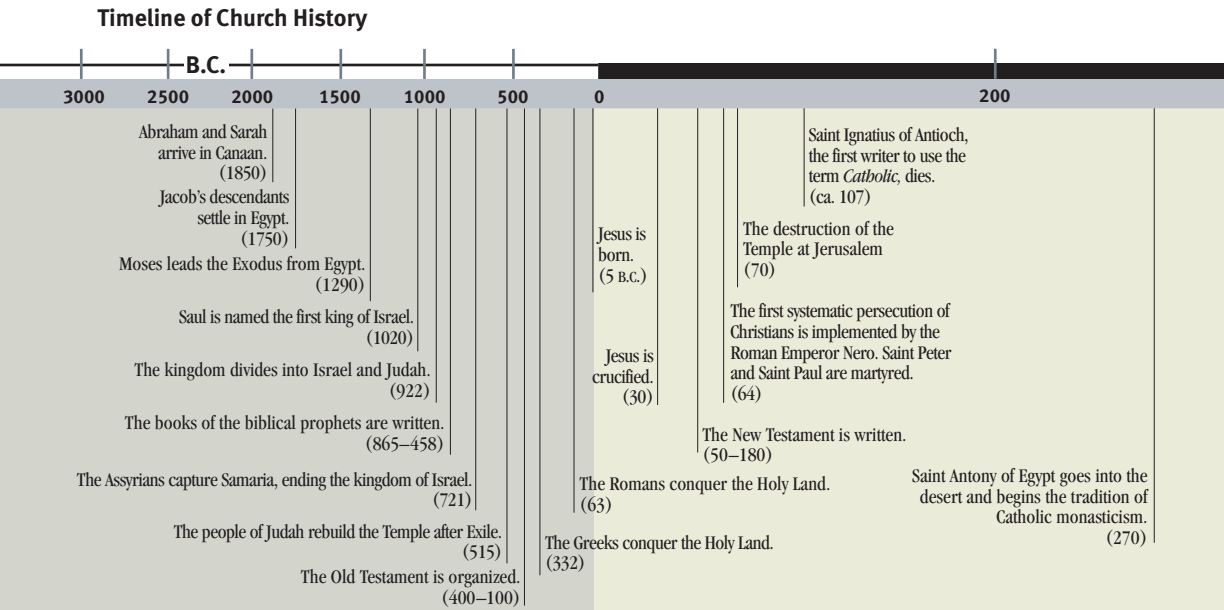 Timeline of Church History
B.C.
3000 2500 2000 1500 1000 500 0 200
Abraham and Sarah
arrive in Canaan.
(1850)
Jacob's descendants
settle in Egypt.
(1750)
Moses leads the Exodus from Egypt.
(1290)
Saul is named the first king of Israel.
(1020)
The kingdom divides into Israel and Judah.
(922)
The books of the biblical prophets are written.
(865–458)
The Assyrians capture Samaria, ending the kingdom of Israel.
(721)
The people of Judah rebuild the Temple after Exile.
(515)
The Old Testament is organized.
(400–100)
The Greeks conquer the Holy Land.
(332)
The Romans conquer the Holy Land.
(63)
Jesus is
born.
(5 B.C.)
Jesus is
crucified.
(30)
The New Testament is written.
(50–180)
The first systematic persecution of
Christians is implemented by the
Roman Emperor Nero. Saint Peter
and Saint Paul are martyred.
(64)
The destruction of the
Temple at Jerusalem
(70)
Saint Ignatius of Antioch,
the first writer to use the
term Catholic, dies.
(ca. 107)
Saint Antony of Egypt goes into the
desert and begins the tradition of
Catholic monasticism.
(270)